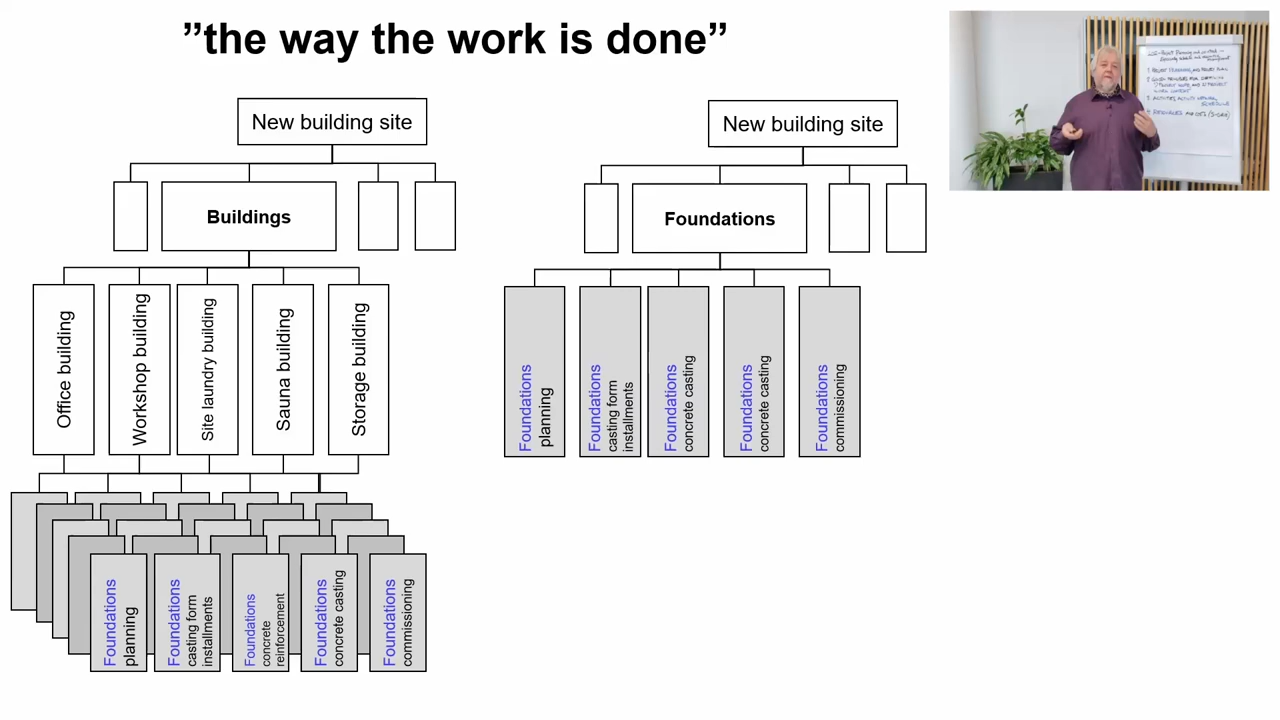 ”the way the work is done”
New building site
Buildings
Office building
Workshop building
Site laundry building
Sauna building
Storage building
Foundations
planning
Foundations
casting form
installments
Foundations
concrete
reinforcement
Foundations
concrete casting
Foundations
commissioning
New building site
Foundations
Foundations
planning
Foundations
casting form
installments
Foundations
concrete casting
Foundations
concrete casting
Foundations
commissioning